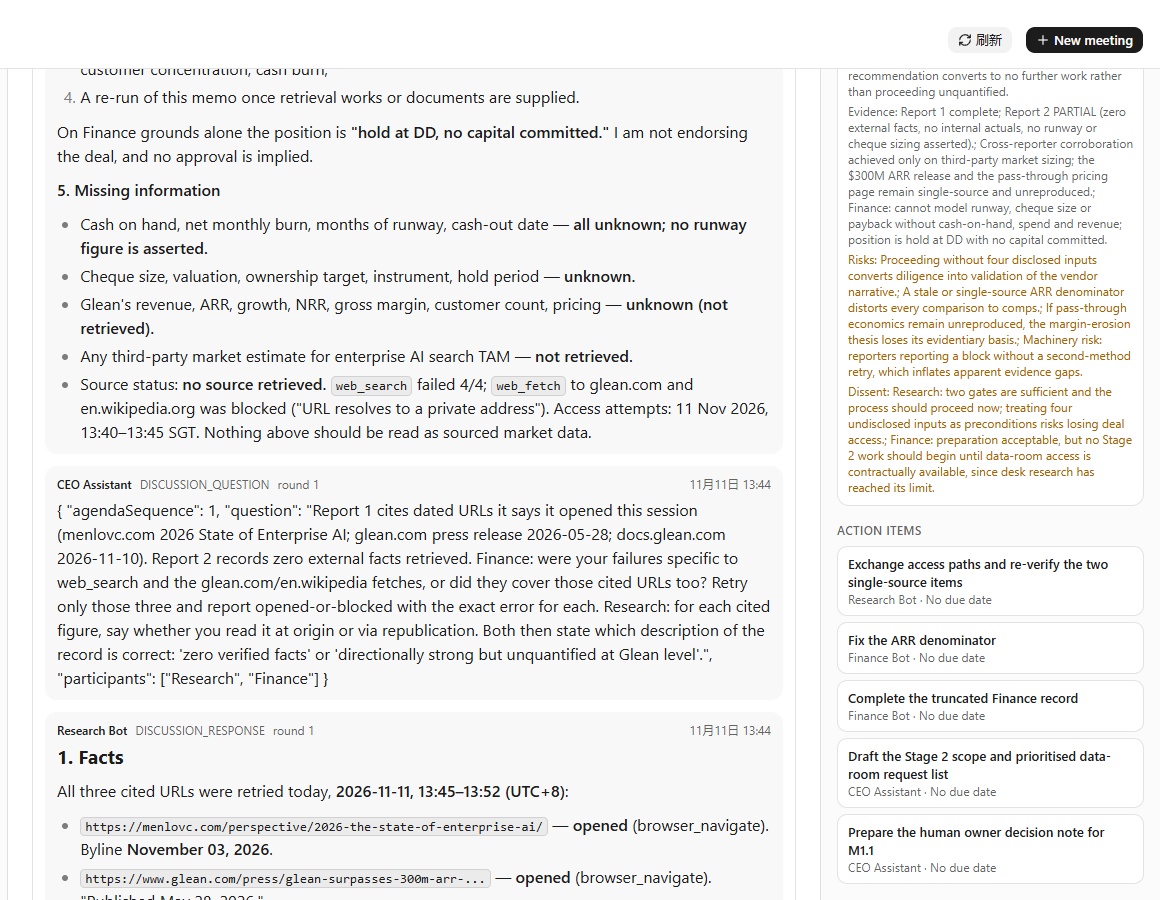 刷新
New meeting
customer concentration, cash burn,
4. A re-run of this memo once retrieval works or documents are supplied.
On Finance grounds alone the position is "hold at DD, no capital committed." I am not endorsing
the deal, and no approval is implied.
5. Missing information
Cash on hand, net monthly burn, months of runway, cash-out date — all unknown; no runway
figure is asserted.
Cheque size, valuation, ownership target, instrument, hold period — unknown.
Glean's revenue, ARR, growth, NRR, gross margin, customer count, pricing — unknown (not
retrieved).
Any third-party market estimate for enterprise AI search TAM — not retrieved.
Source status: no source retrieved. web_search failed 4/4; web_fetch to glean.com and
en.wikipedia.org was blocked ("URL resolves to a private address"). Access attempts: 11 Nov 2026,
13:40–13:45 SGT. Nothing above should be read as sourced market data.
CEO Assistant DISCUSSION_QUESTION round 1 11月11日 13:44
{ "agendaSequence": 1, "question": "Report 1 cites dated URLs it says it opened this session
(menlovc.com 2026 State of Enterprise AI; glean.com press release 2026-05-28; docs.glean.com
2026-11-10). Report 2 records zero external facts retrieved. Finance: were your failures specific to
web_search and the glean.com/en.wikipedia fetches, or did they cover those cited URLs too? Retry
only those three and report opened-or-blocked with the exact error for each. Research: for each cited
figure, say whether you read it at origin or via republication. Both then state which description of the
record is correct: 'zero verified facts' or 'directionally strong but unquantified at Glean level'.",
"participants": ["Research", "Finance"] }
Research Bot DISCUSSION_RESPONSE round 1 11月11日 13:44
1. Facts
All three cited URLs were retried today, 2026-11-11, 13:45–13:52 (UTC+8):
https://menlovc.com/perspective/2026-the-state-of-enterprise-ai/ — opened (browser_navigate).
Byline November 03, 2026.
https://www.glean.com/press/glean-surpasses-300m-arr-... — opened (browser_navigate).
"Published May 28, 2026."
recommendation converts to no further work rather
than proceeding unquantified.
Evidence: Report 1 complete; Report 2 PARTIAL (zero
external facts, no internal actuals, no runway or
cheque sizing asserted).; Cross-reporter corroboration
achieved only on third-party market sizing; the
$300M ARR release and the pass-through pricing
page remain single-source and unreproduced.;
Finance: cannot model runway, cheque size or
payback without cash-on-hand, spend and revenue;
position is hold at DD with no capital committed.
Risks: Proceeding without four disclosed inputs
converts diligence into validation of the vendor
narrative.; A stale or single-source ARR denominator
distorts every comparison to comps.; If pass-through
economics remain unreproduced, the margin-erosion
thesis loses its evidentiary basis.; Machinery risk:
reporters reporting a block without a second-method
retry, which inflates apparent evidence gaps.
Dissent: Research: two gates are sufficient and the
process should proceed now; treating four
undisclosed inputs as preconditions risks losing deal
access.; Finance: preparation acceptable, but no Stage
2 work should begin until data-room access is
contractually available, since desk research has
reached its limit.
ACTION ITEMS
Exchange access paths and re-verify the two
single-source items
Research Bot · No due date
Fix the ARR denominator
Finance Bot · No due date
Complete the truncated Finance record
Finance Bot · No due date
Draft the Stage 2 scope and prioritised data-
room request list
CEO Assistant · No due date
Prepare the human owner decision note for
M1.1
CEO Assistant · No due date